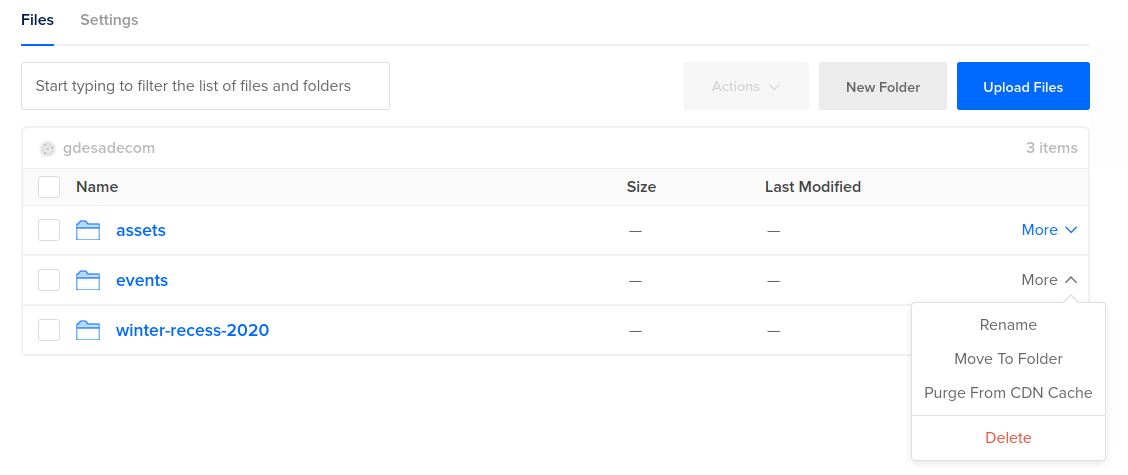 Files Settings
Start typing to filter the list of files and folders Actions New Folder Upload Files
gdesadecom 3 items
Name Size Last Modified
assets — — More
events — — More
winter-recess-2020 — —
Rename
Move To Folder
Purge From CDN Cache
Delete